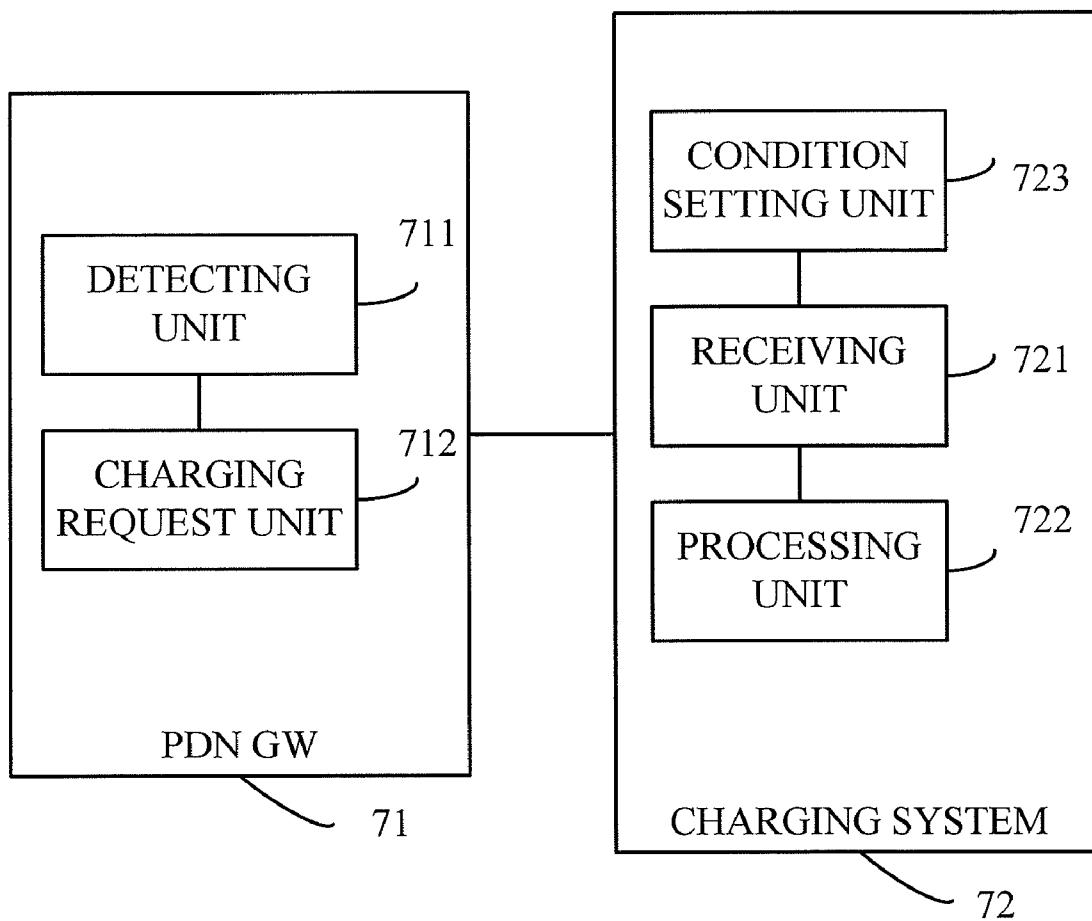 DETECTING
UNIT
711
CHARGING
REQUEST UNIT
712
PDN GW
71
CONDITION
SETTING UNIT
723
RECEIVING
UNIT
721
PROCESSING
UNIT
722
CHARGING SYSTEM
72